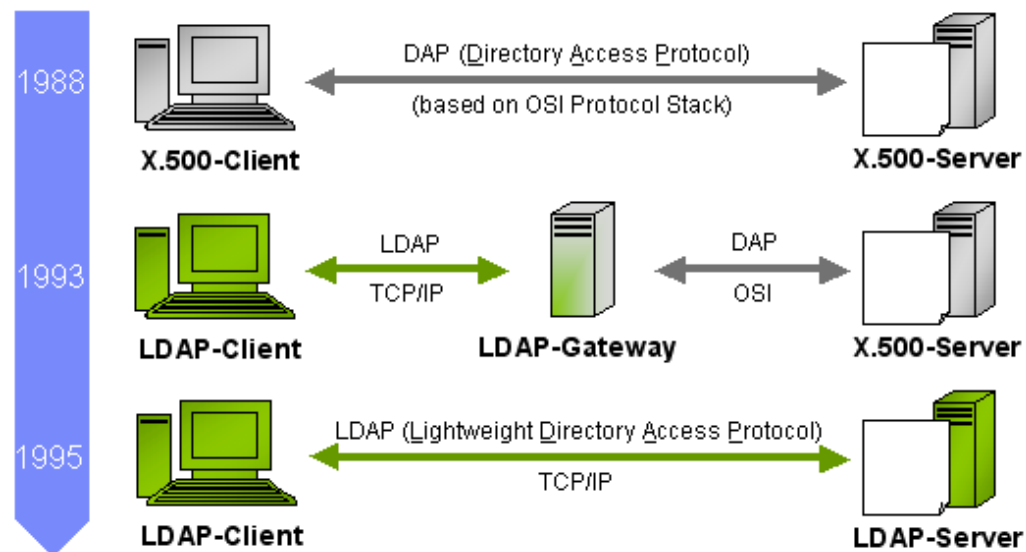 1988
DAP (Directory Access Protocol)
(based on OSI Protocol Stack)
X.500-Client
X.500-Server
1993
LDAP
TCP/IP
DAP
OSI
LDAP-Client
LDAP-Gateway
X.500-Server
1995
LDAP (Lightweight Directory Access Protocol)
TCP/IP
LDAP-Client
LDAP-Server